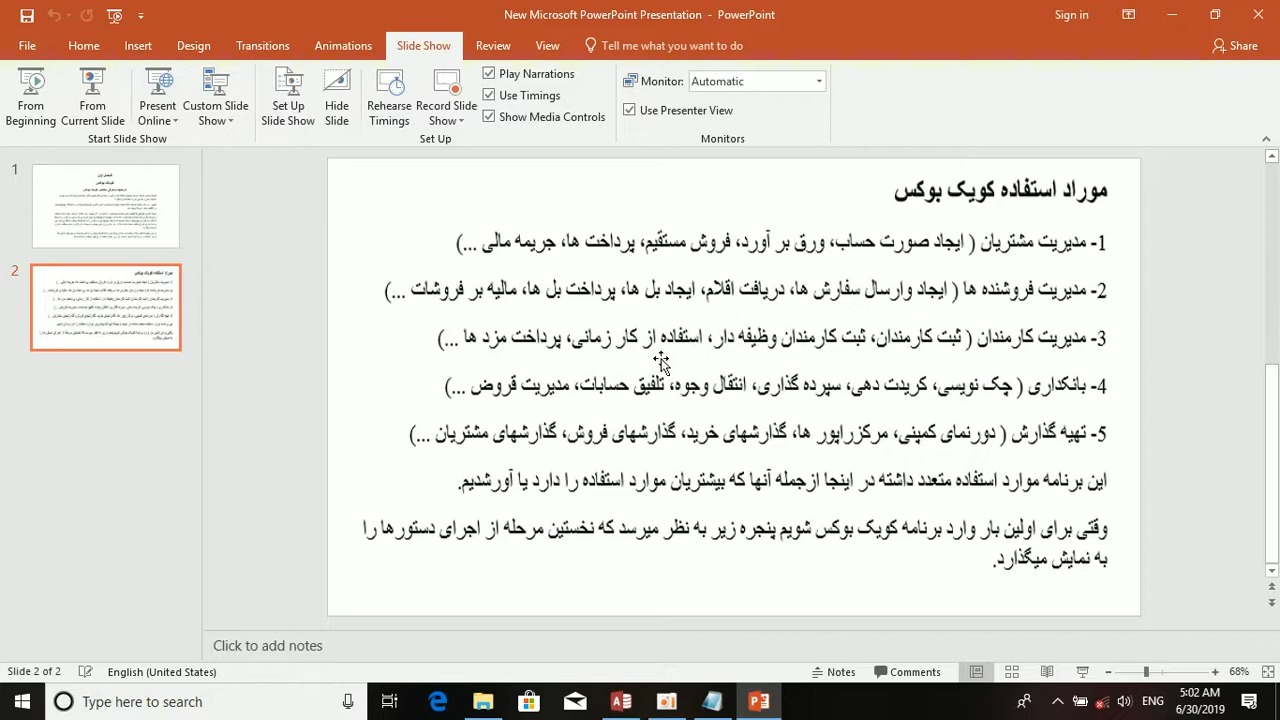 New Microsoft PowerPoint Presentation - PowerPoint
Sign in
File Home Insert Design Transitions Animations Slide Show Review View Tell me what you want to do
Share
From Beginning
From Current Slide
Present Online
Custom Slide Show
Start Slide Show
Set Up Slide Show
Hide Slide
Rehearse Timings
Record Slide Show
Play Narrations
Use Timings
Show Media Controls
Set Up
Monitor: Automatic
Use Presenter View
Monitors
1
2
موراد استفاده کویک بوکس
1- مدیریت مشتریان ( ایجاد صورت حساب، ورق بر آورد، فروش مستقیم، پرداخت ها، جریمه مالی ...)
2- مدیریت فروشنده ها ( ایجاد وارسال سفارش ها، دریافت اقلام، ایجاد بل ها، پرداخت بل ها، مالیه بر فروشات ...)
3- مدیریت کارمندان ( ثبت کارمندان، ثبت کارمندان وظیفه دار، استفاده از کار زمانی، پرداخت مزد ها ...)
4- بانکداری ( چک نویسی، کریدت دهی، سپرده گذاری، انتقال وجوه، تلفیق حسابات، مدیریت قروض ...)
5- تهیه گذارش ( دورنمای کمپنی، مرکزراپور ها، گذارشهای خرید، گذارشهای فروش، گذارشهای مشتریان ...)
این برنامه موارد استفاده متعدد داشته در اینجا ازجمله آنها که بیشتریان موارد استفاده را دارد یا آورشدیم.
وقتی برای اولین بار وارد برنامه کویک بوکس شویم پنجره زیر به نظر میرسد که نخستین مرحله از اجرای دستورها را
به نمایش میگذارد.
Click to add notes
Slide 2 of 2
English (United States)
Notes
Comments
68%
Type here to search
ENG
5:02 AM
6/30/2019